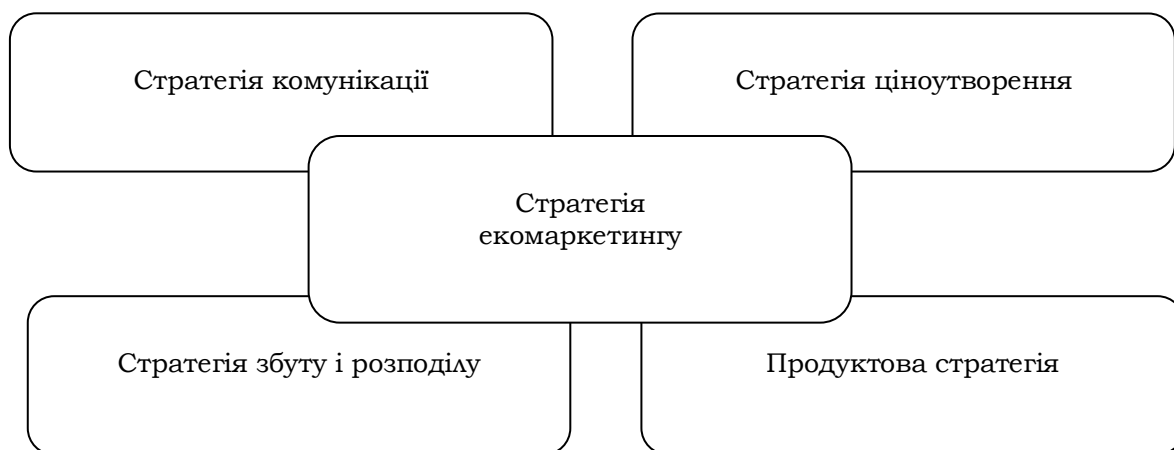 Стратегія комунікації
Стратегія ціноутворення
Стратегія
екомаркетингу
Стратегія збуту і розподілу
Продуктова стратегія